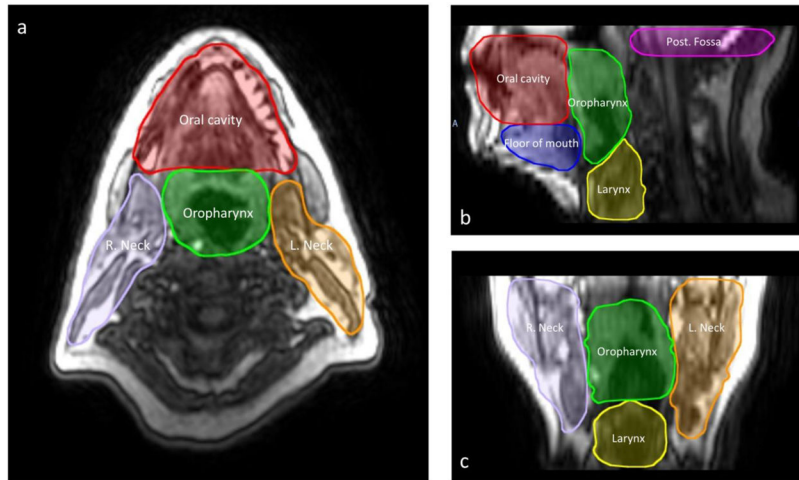 a
Oral cavity
Oropharynx
R. Neck
L. Neck
Post. Fossa
Oral cavity
Oropharynx
A
Floor of mouth
Larynx
b
R. Neck
L. Neck
Oropharynx
Larynx
c